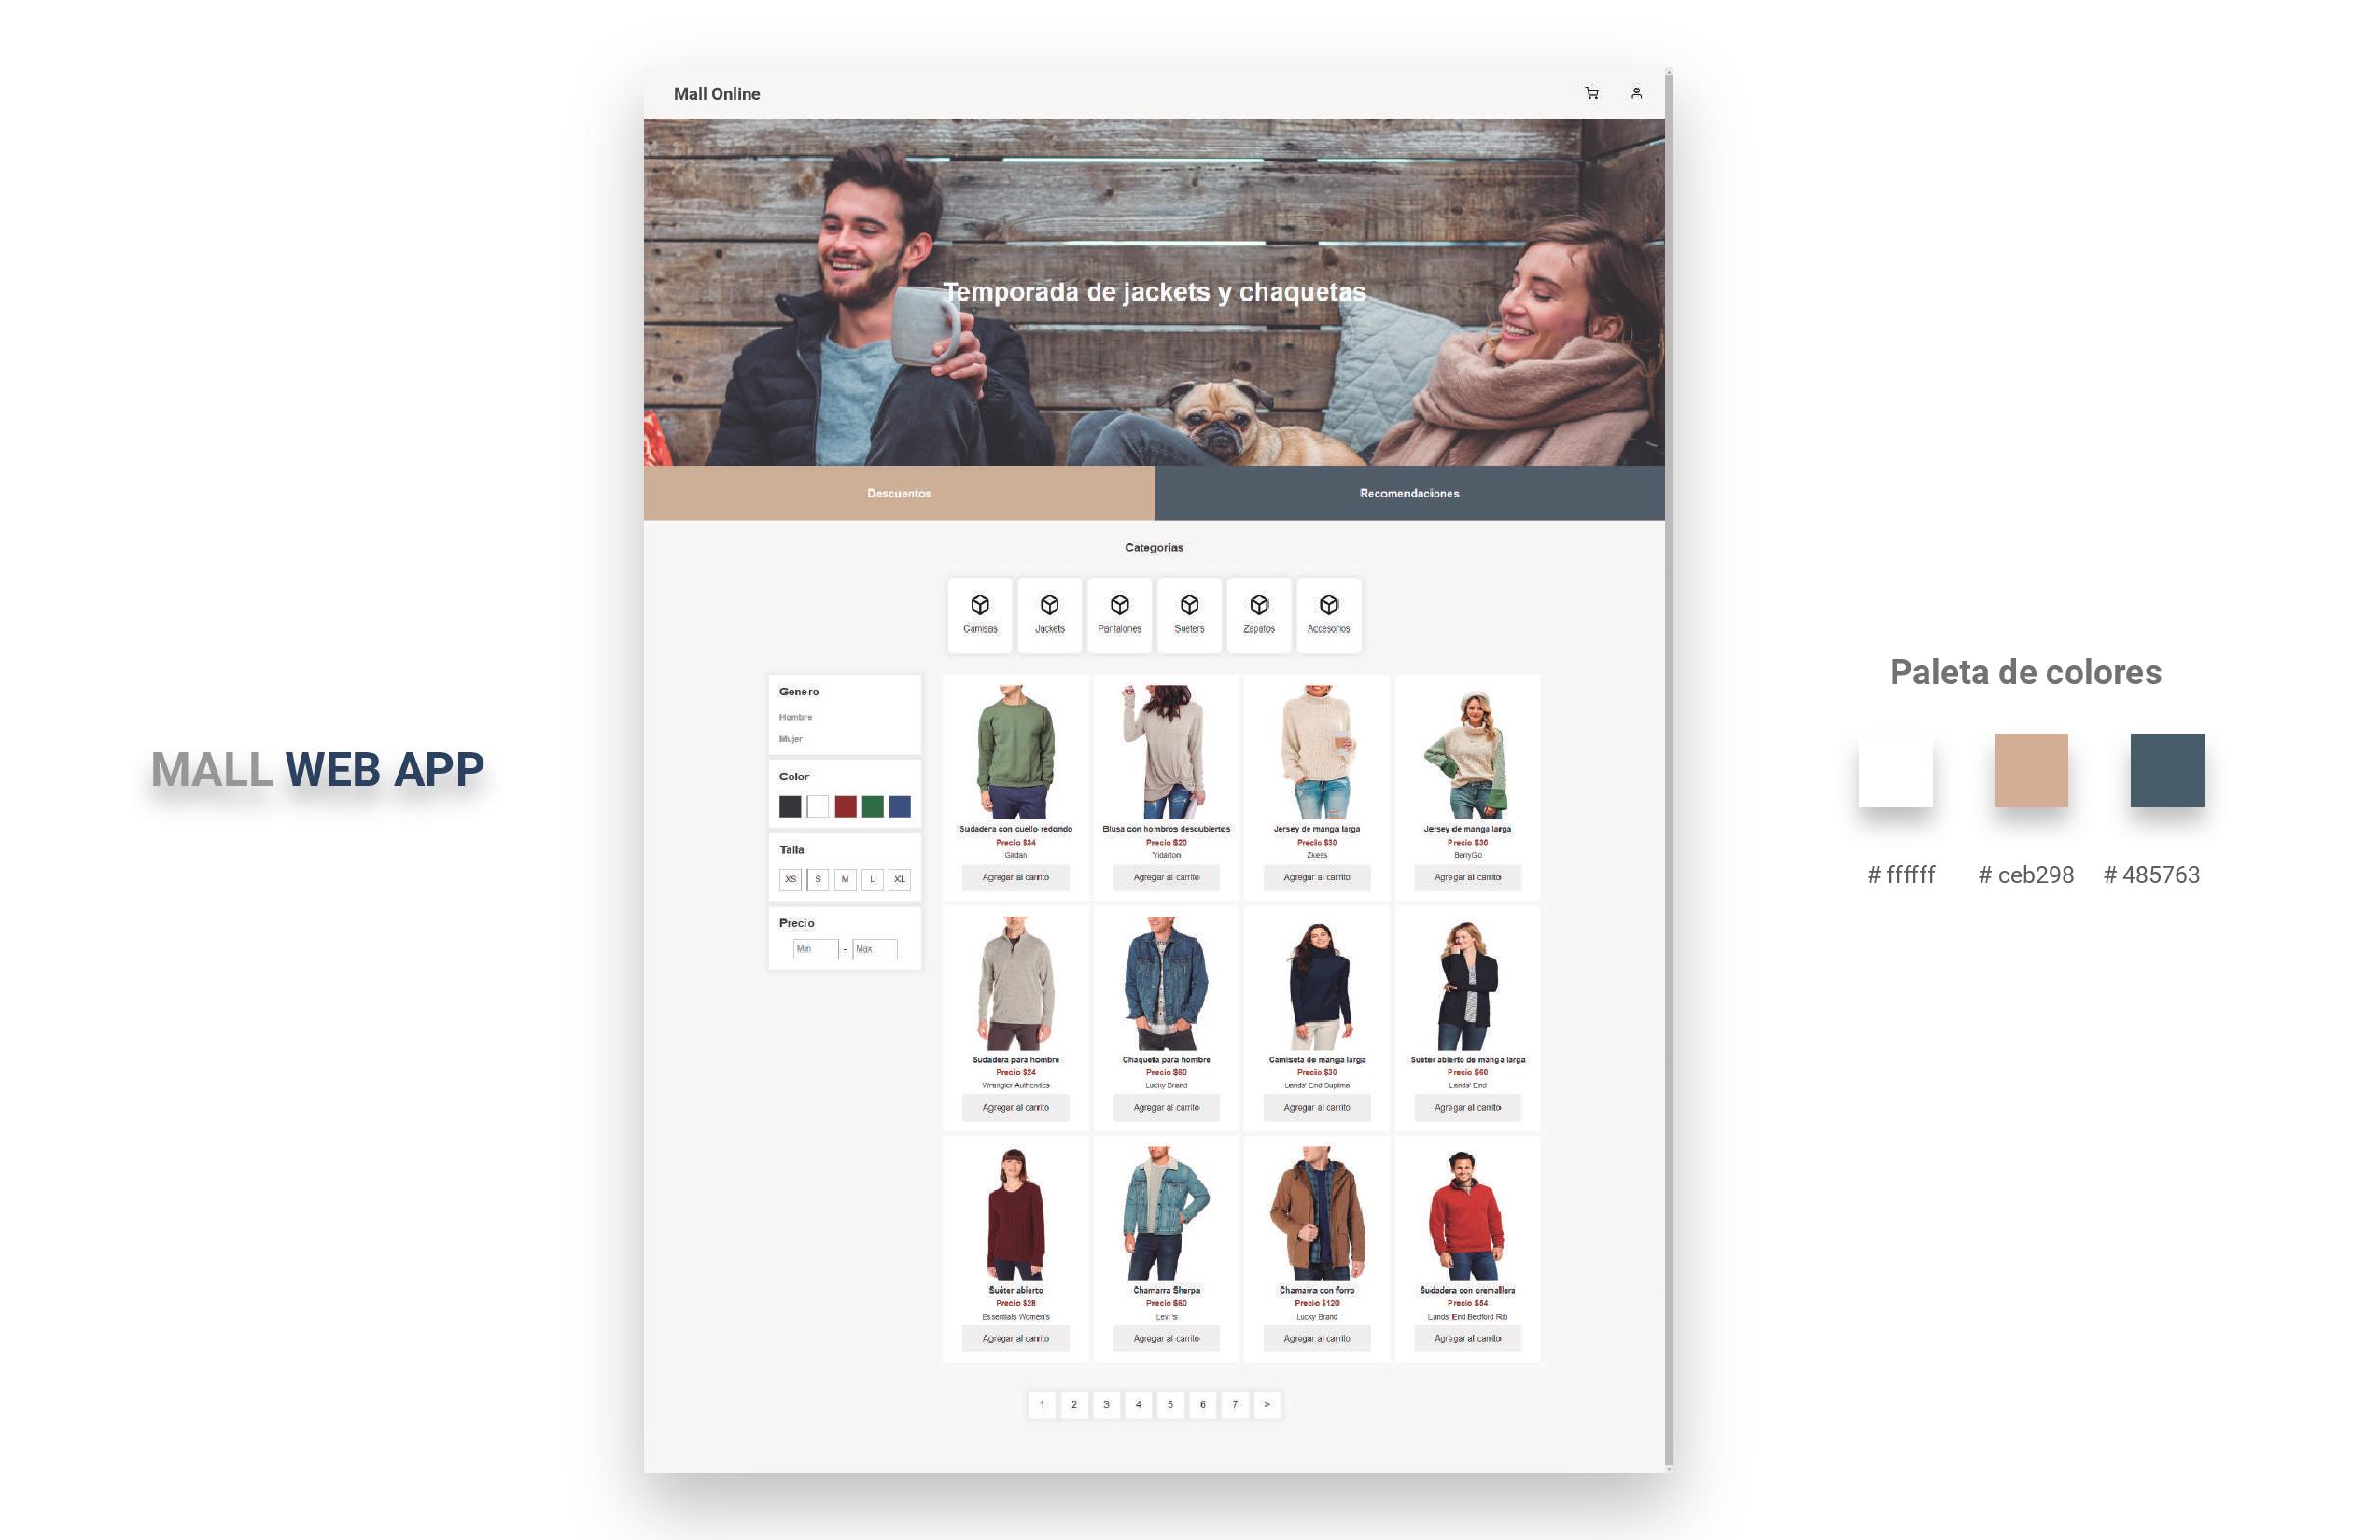 Mall Online
Temporada de jackets y chaquetas
Descuentos
Recomendaciones
Categorias
Camisas
Jackets
Pantalones
Sueters
Zapatos
Accesorios
Genero
Hombre
Mujer
Color
Talla
XS S M L XL
Precio
Min - Max
Sudadera con cuello redondo
Precio $34
Gildan
Agregar al carrito
Blusa con hombros descubiertos
Precio $20
Yidarton
Agregar al carrito
Jersey de manga larga
Precio $30
Zkess
Agregar al carrito
Jersey de manga larga
Precio $30
BerryGo
Agregar al carrito
Sudadera para hombre
Precio $24
Wrangler Authentics
Agregar al carrito
Chaqueta para hombre
Precio $60
Lucky Brand
Agregar al carrito
Camiseta de manga larga
Precio $30
Lands' End Suplima
Agregar al carrito
Suéter abierto de manga larga
Precio $60
Lands' End
Agregar al carrito
Suéter abierto
Precio $28
Essentials Women's
Agregar al carrito
Chamarra Sherpa
Precio $60
Levi's
Agregar al carrito
Chamarra con forro
Precio $120
Lucky Brand
Agregar al carrito
Sudadera con cremallera
Precio $54
Lands' End Bedford Rib
Agregar al carrito
1 2 3 4 5 6 7 >
MALL WEB APP
Paleta de colores
# ffffff
# ceb298
# 485763